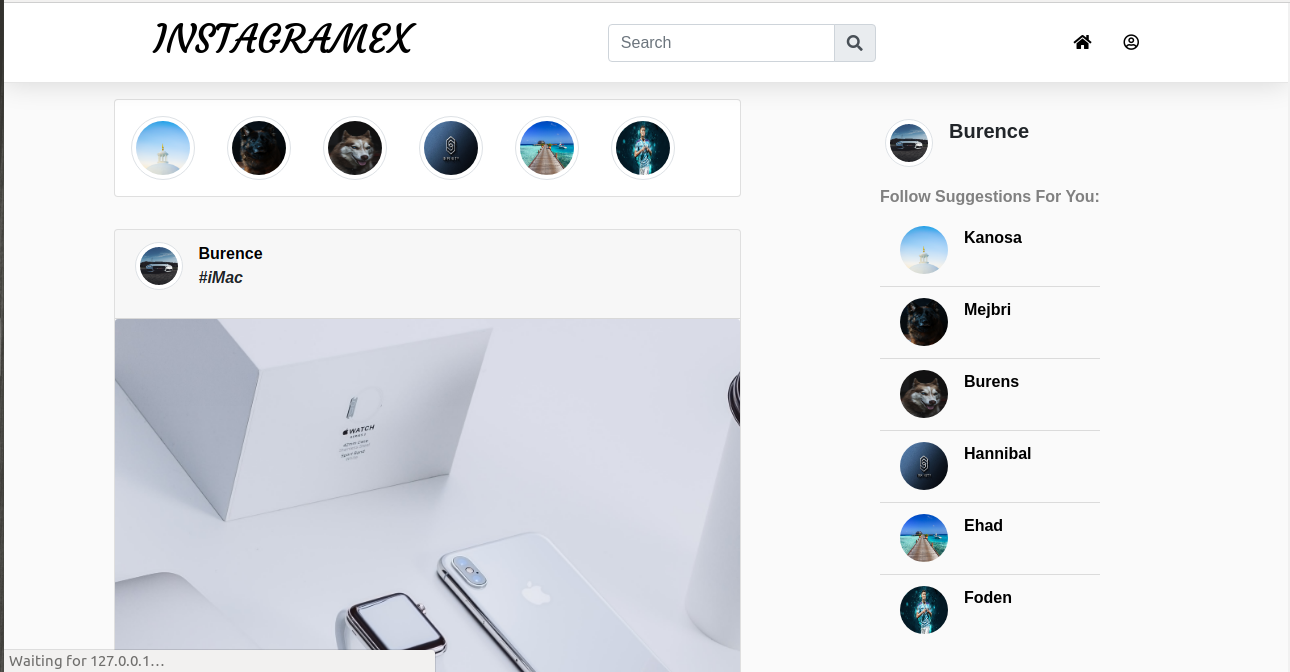 INSTAGRAMEX
Search
Burence
Follow Suggestions For You:
Kanosa
Mejbri
Burens
Hannibal
Ehad
Foden
Burence
#iMac
WATCH
Waiting for 127.0.0.1…